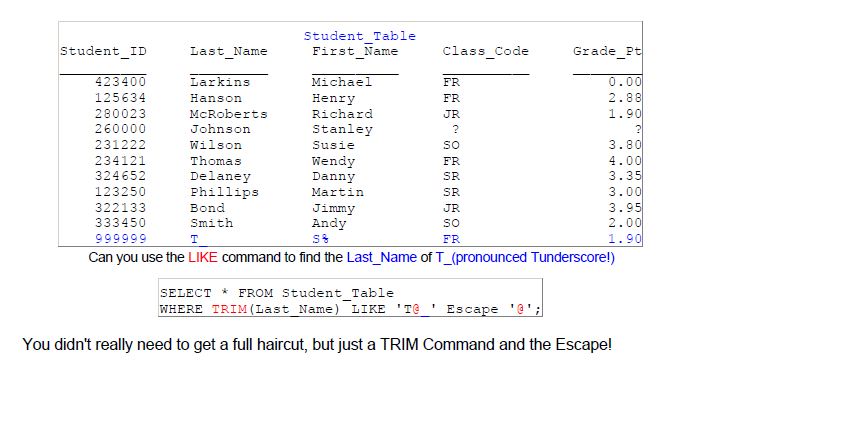 Student_Table
Student_ID Last_Name First_Name Class_Code Grade_Pt
423400 Larkins Michael FR 0.00
125634 Hanson Henry FR 2.88
280023 McRoberts Richard JR 1.90
260000 Johnson Stanley ? ?
231222 Wilson Susie SO 3.80
234121 Thomas Wendy FR 4.00
324652 Delaney Danny SR 3.35
123250 Phillips Martin SR 3.00
322133 Bond Jimmy JR 3.95
333450 Smith Andy SO 2.00
999999 T_ S% FR 1.90
Can you use the LIKE command to find the Last_Name of T_(pronounced Tunderscore!)
SELECT * FROM Student_Table
WHERE TRIM(Last_Name) LIKE 'T@_' Escape '@';
You didn't really need to get a full haircut, but just a TRIM Command and the Escape!